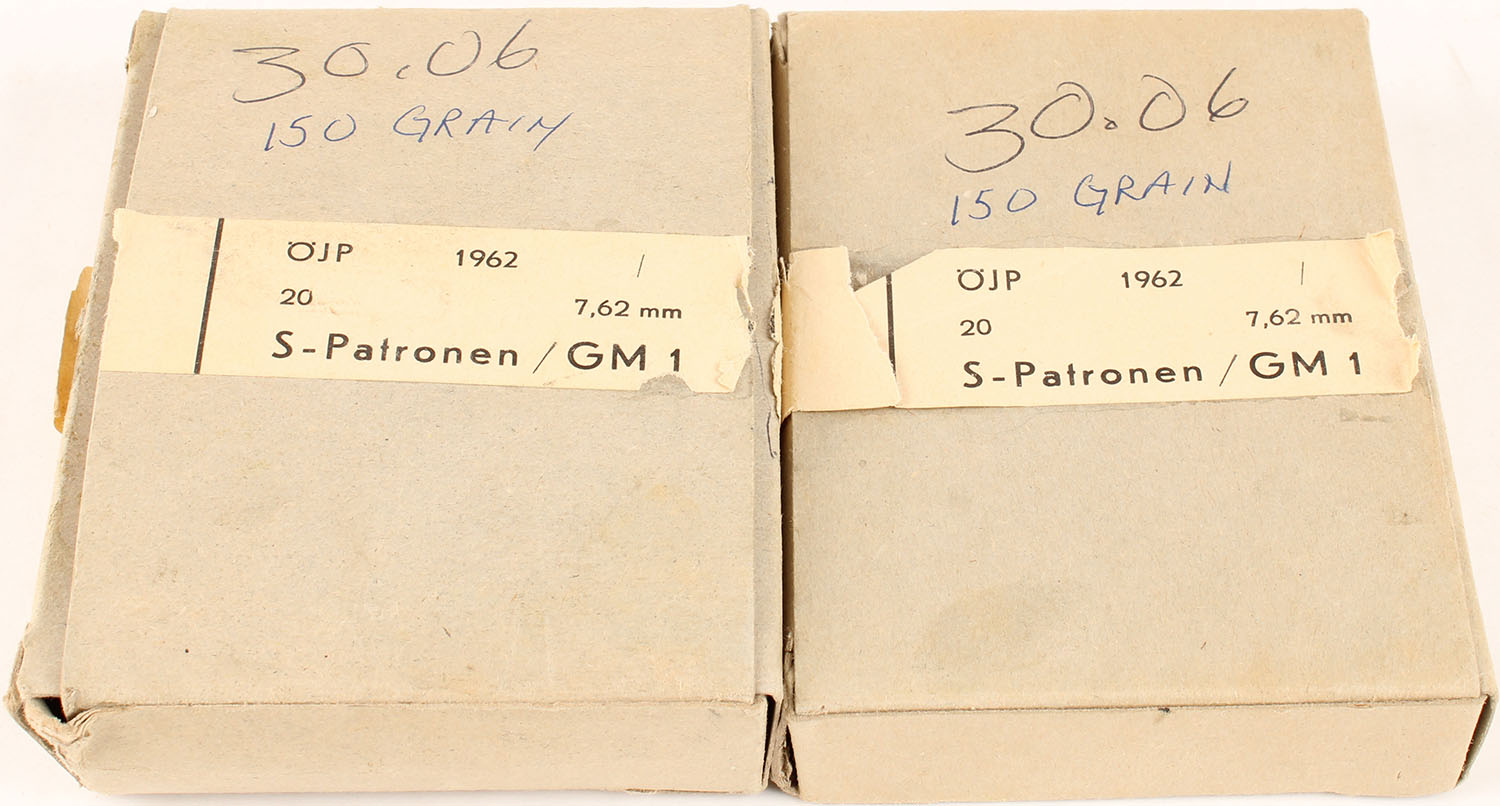 30.06
150 GRAIN
ÖJP 1962 /
20 7,62 mm
S-Patronen / GM 1
30.06
150 GRAIN
ÖJP 1962 /
20 7,62 mm
S-Patronen / GM 1